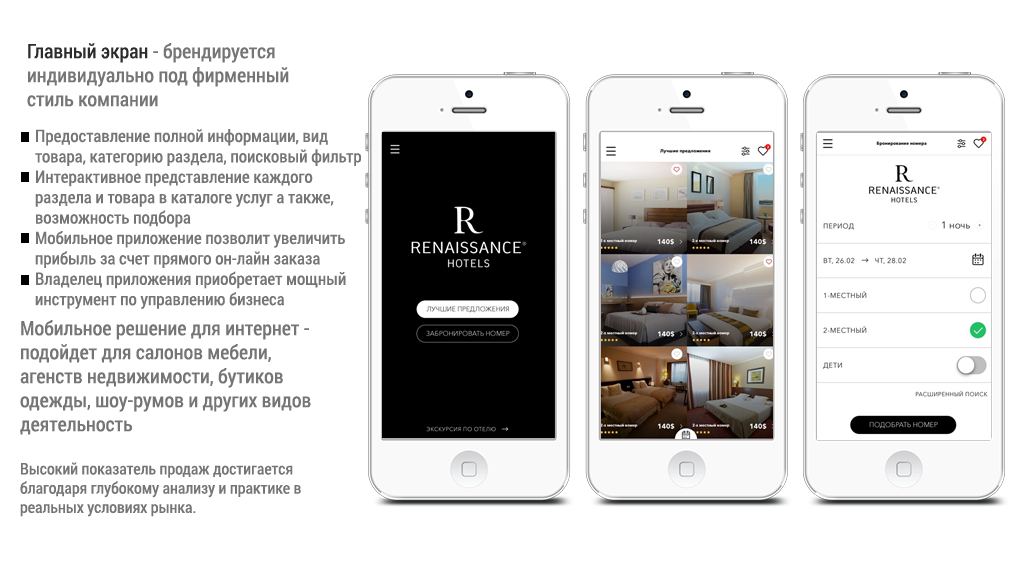 Главный экран - брендируется
индивидуально под фирменный
стиль компании
Предоставление полной информации, вид
товара, категорию раздела, поисковый фильтр
Интерактивное представление каждого
раздела и товара в каталоге услуг а также,
возможность подбора
Мобильное приложение позволит увеличить
прибыль за счет прямого он-лайн заказа
Владелец приложения приобретает мощный
инструмент по управлению бизнеса
Мобильное решение для интернет -
подойдет для салонов мебели,
агенств недвижимости, бутиков
одежды, шоу-румов и других видов
деятельность
Высокий показатель продаж достигается
благодаря глубокому анализу и практике в
реальных условиях рынка.
R
RENAISSANCE®
HOTELS
ЛУЧШИЕ ПРЕДЛОЖЕНИЯ
ЗАБРОНИРОВАТЬ НОМЕР
ЭКСКУРСИЯ ПО ОТЕЛЮ →
Лучшие предложения
2-х местный номер 140$
2-х местный номер 140$
2-х местный номер 140$
2-х местный номер 140$
2-х местный номер 140$
2-х местный номер 140$
Бронирование номера
R
RENAISSANCE®
HOTELS
ПЕРИОД 1 ночь
ВТ, 26.02 → ЧТ, 28.02
1-МЕСТНЫЙ
2-МЕСТНЫЙ
ДЕТИ
РАСШИРЕННЫЙ ПОИСК
ПОДОБРАТЬ НОМЕР